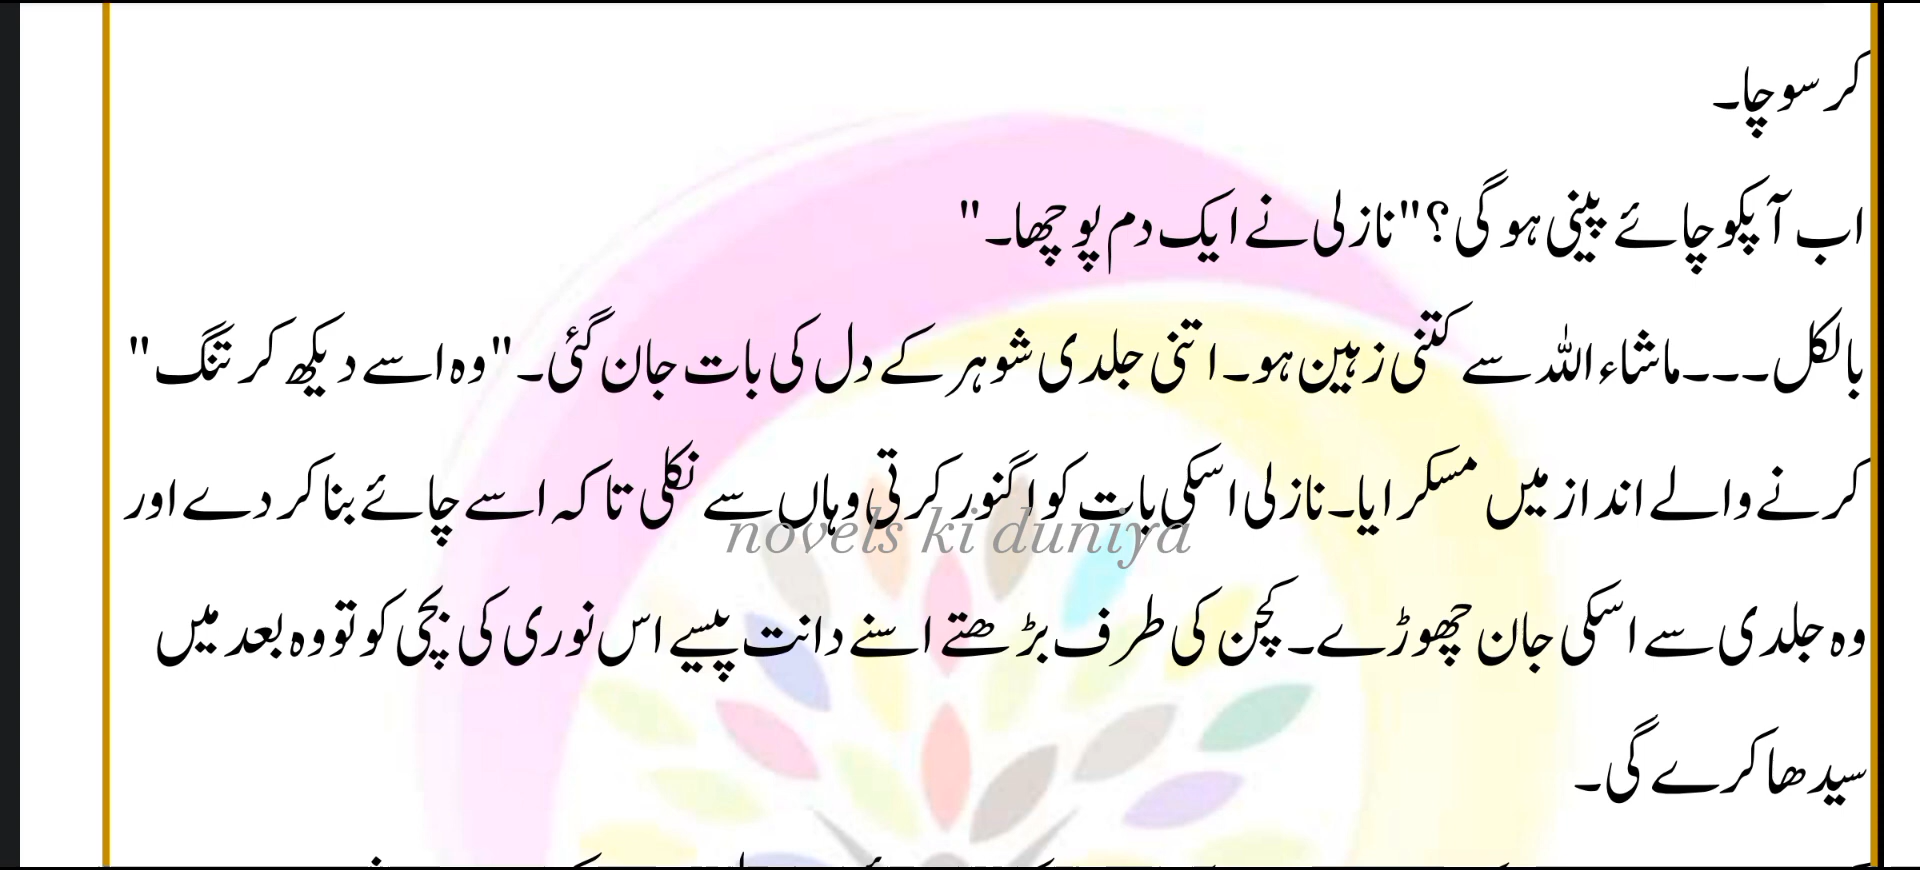 کر سوچا۔
اب آپکو چائے پینی ہو گی؟"نازلی نے ایک دم پوچھا۔"
بالکل۔۔۔ماشاء اللہ سے کتنی زہین ہو۔ اتنی جلدی شوہر کے دل کی بات جان گئی۔"وہ اسے دیکھ کر تنگ"
کرنے والے انداز میں مسکرایا۔ نازلی اسکی بات کو اگنور کرتی وہاں سے نکلی تاکہ اسے چائے بنا کر دے اور
novels ki duniya
وہ جلدی سے اسکی جان چھوڑے۔ کچن کی طرف بڑھتے اسنے دانت پیسے اس نوری کی بچی کو تو وہ بعد میں
سیدھا کرے گی۔